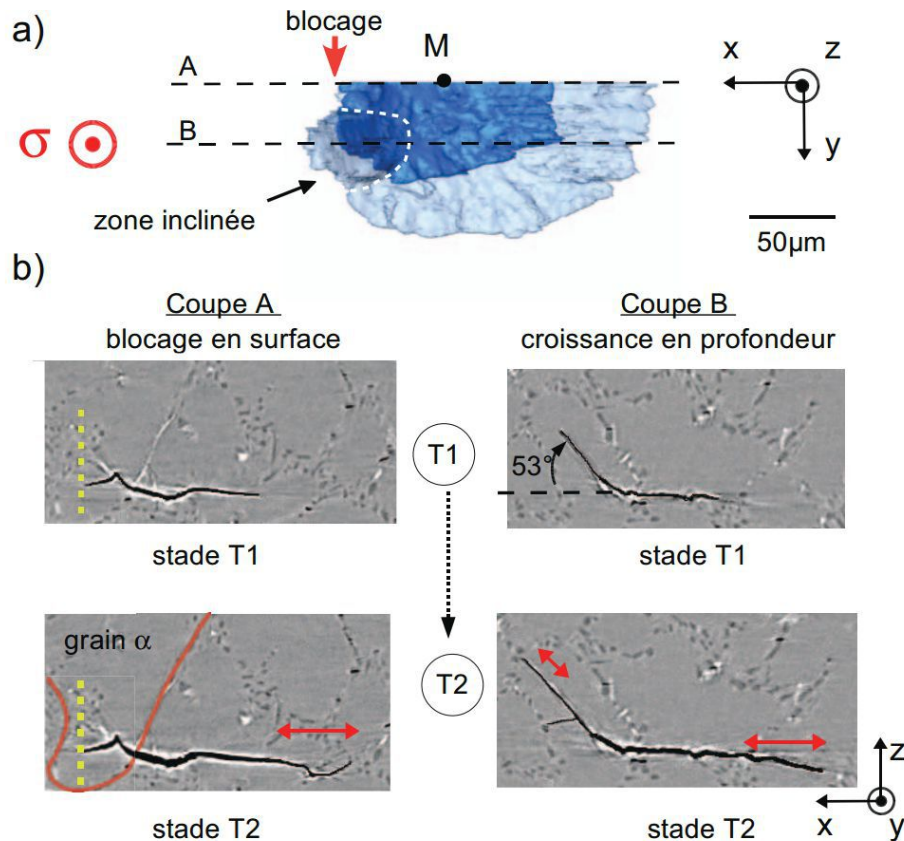 a)
blocage
A
M
x
z
σ
B
y
zone inclinée
50μm
b)
Coupe A
blocage en surface
Coupe B
croissance en profondeur
T1
53°
stade T1
stade T1
grain α
T2
z
x
y
stade T2
stade T2